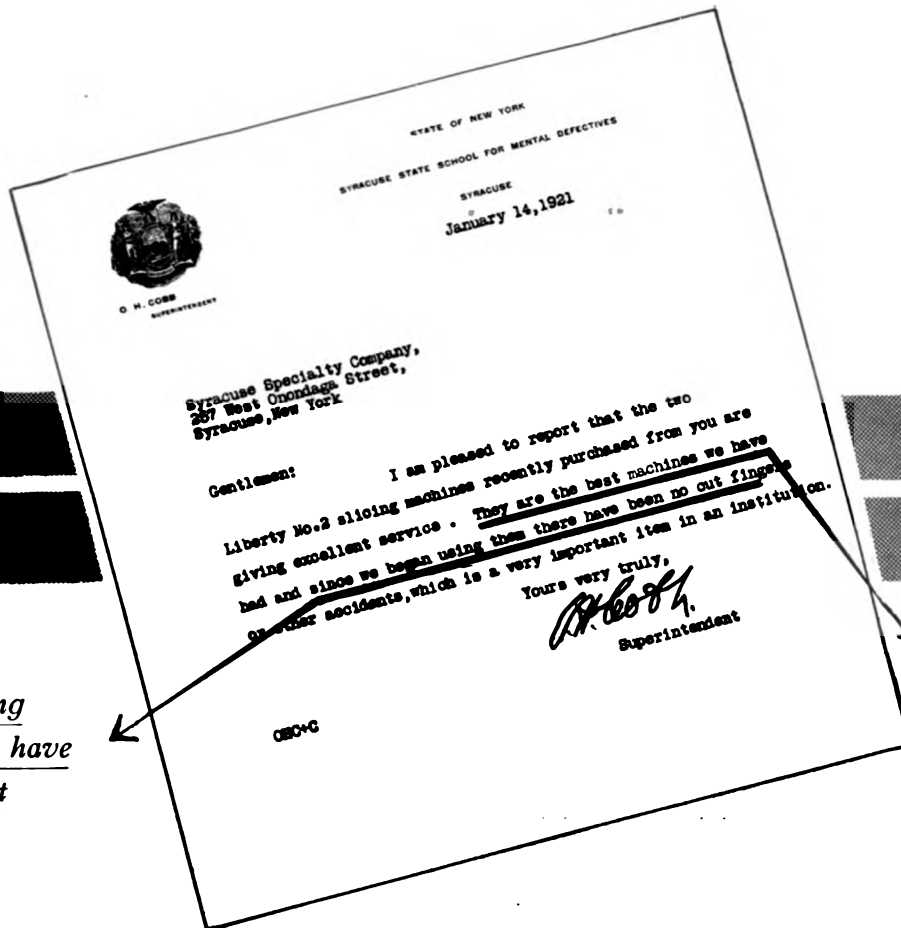 STATE OF NEW YORK
SYRACUSE STATE SCHOOL FOR MENTAL DEFECTIVES
SYRACUSE
January 14,1921
O H. COBB
SUPERINTENDENT
Syracuse Specialty Company,
267 West Onondaga Street,
Syracuse,New York
Gentlemen:
I am pleased to report that the two
Liberty No.2 slicing machines recently purchased from you are
giving excellent service . They are the best machines we have
had and since we began using them there have been no cut fingers
or other accidents,which is a very important item in an institution.
Yours very truly,
Superintendent
OHC+C
have